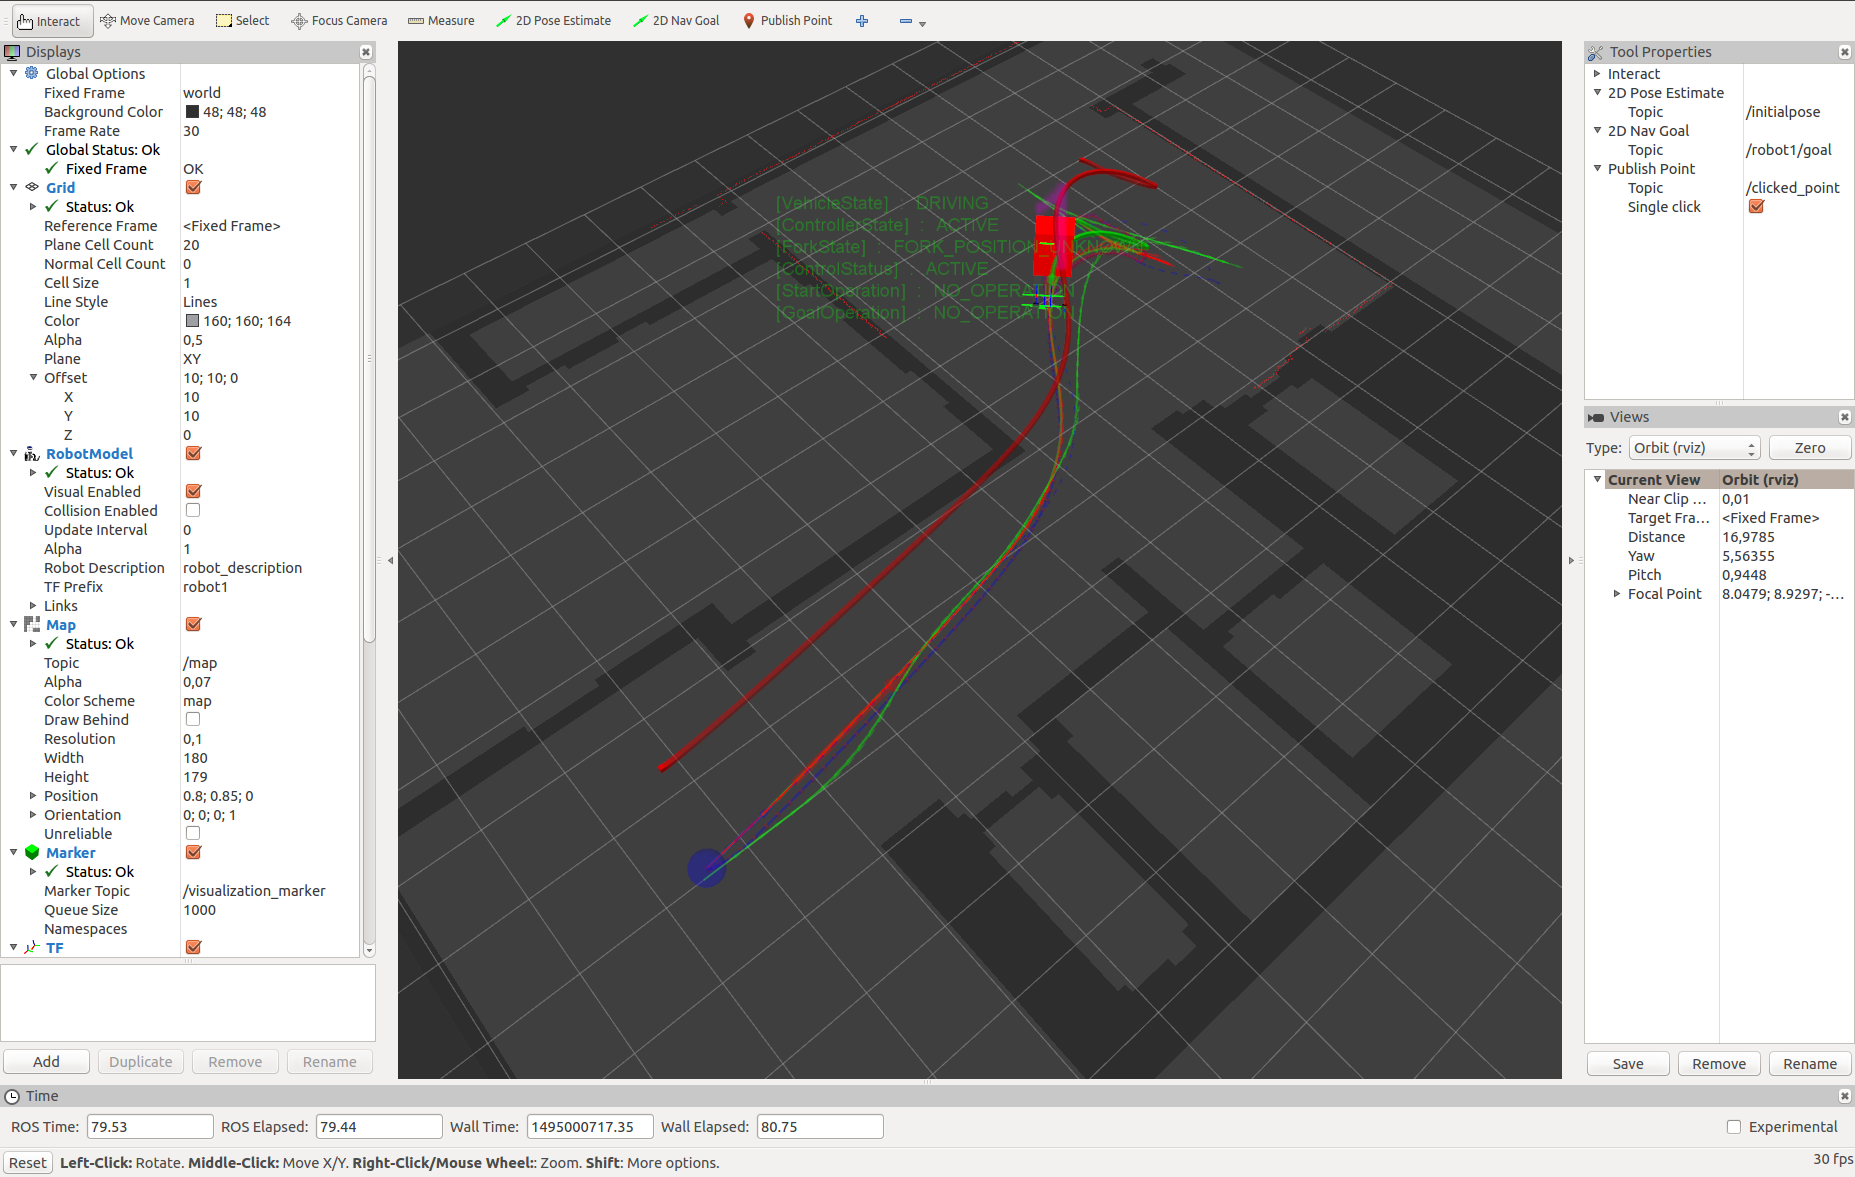 Interact Move Camera Select Focus Camera Measure 2D Pose Estimate 2D Nav Goal Publish Point
Displays
Global Options
Fixed Frame world
Background Color 48; 48; 48
Frame Rate 30
Global Status: Ok
Fixed Frame OK
Grid
Status: Ok
Reference Frame <Fixed Frame>
Plane Cell Count 20
Normal Cell Count 0
Cell Size 1
Line Style Lines
Color 160; 160; 164
Alpha 0,5
Plane XY
Offset 10; 10; 0
X 10
Y 10
Z 0
RobotModel
Status: Ok
Visual Enabled
Collision Enabled
Update Interval 0
Alpha 1
Robot Description robot_description
TF Prefix robot1
Links
Map
Status: Ok
Topic /map
Alpha 0,07
Color Scheme map
Draw Behind
Resolution 0,1
Width 180
Height 179
Position 0.8; 0.85; 0
Orientation 0; 0; 0; 1
Unreliable
Marker
Status: Ok
Marker Topic /visualization_marker
Queue Size 1000
Namespaces
TF
Add Duplicate Remove Rename
[VehicleState] : DRIVING
[ControllerState] : ACTIVE
[ForkState] : FORK_POSITION_UNKNOWN
[ControlStatus] : ACTIVE
[StartOperation] : NO_OPERATION
[GoalOperation] : NO_OPERATION
Tool Properties
Interact
2D Pose Estimate
Topic /initialpose
2D Nav Goal
Topic /robot1/goal
Publish Point
Topic /clicked_point
Single click
Views
Type: Orbit (rviz) Zero
Current View Orbit (rviz)
Near Clip ... 0,01
Target Fra... <Fixed Frame>
Distance 16,9785
Yaw 5,56355
Pitch 0,9448
Focal Point 8.0479; 8.9297; -...
Save Remove Rename
Time
ROS Time: 79.53 ROS Elapsed: 79.44 Wall Time: 1495000717.35 Wall Elapsed: 80.75 Experimental
Reset Left-Click: Rotate. Middle-Click: Move X/Y. Right-Click/Mouse Wheel:: Zoom. Shift: More options. 30 fps